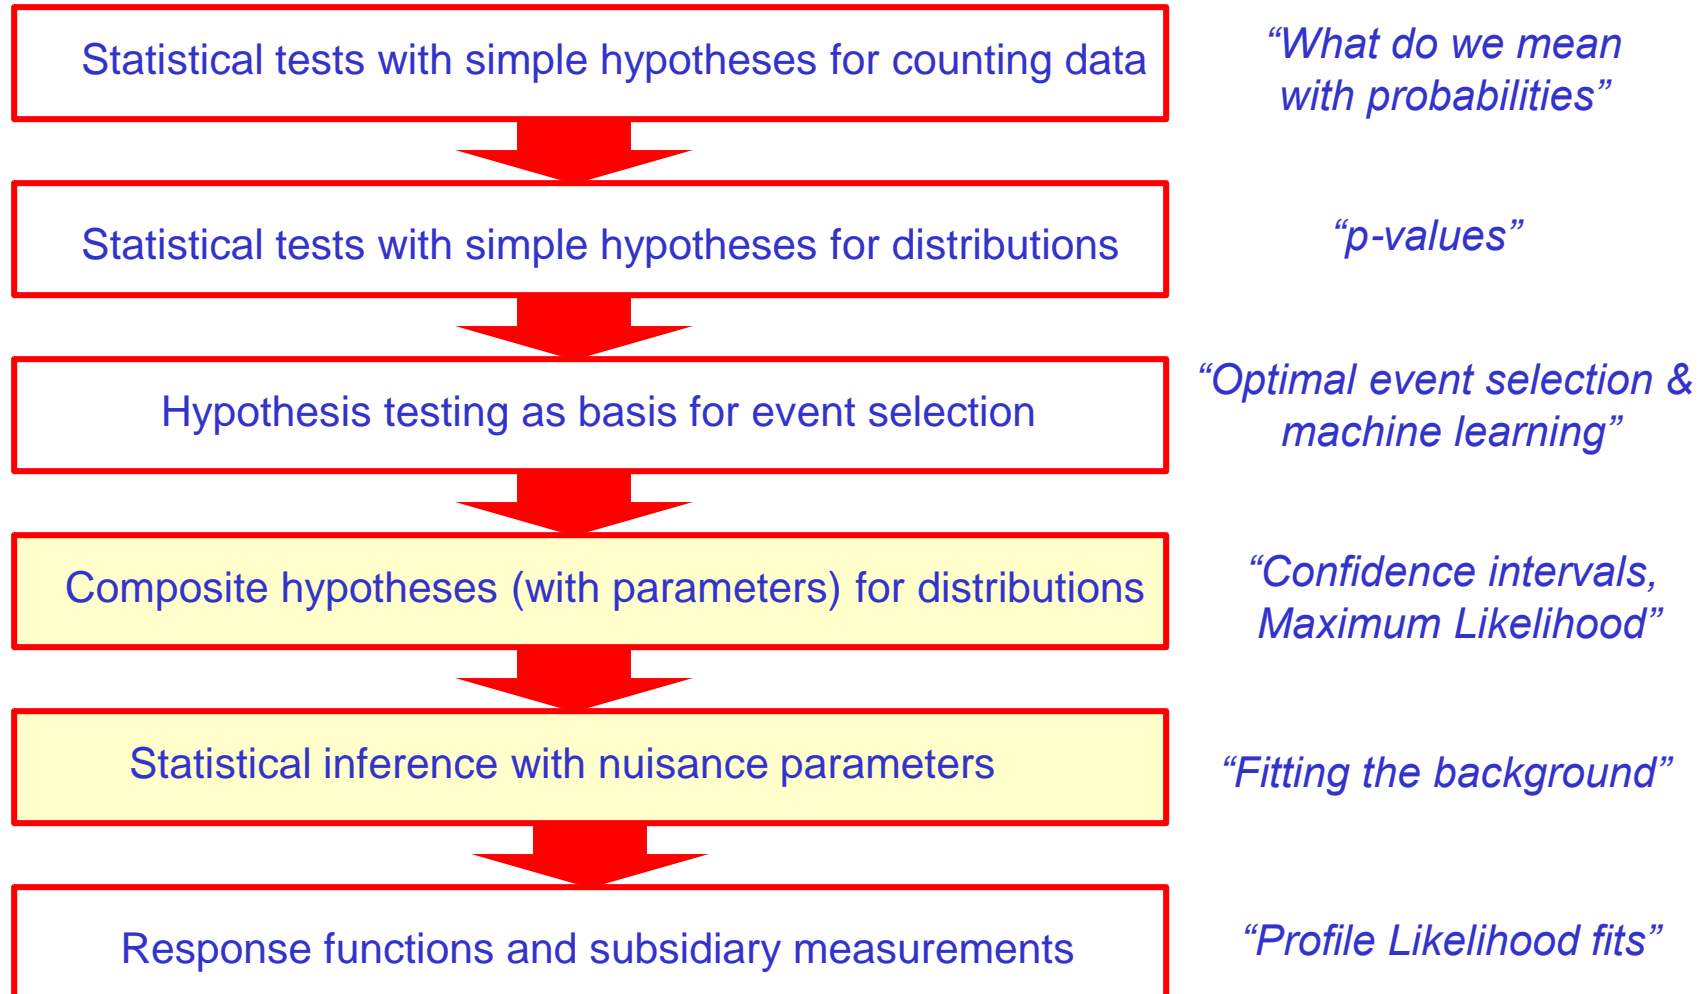 Statistical tests with simple hypotheses for counting data
“What do we mean
with probabilities”
Statistical tests with simple hypotheses for distributions
“p-values”
Hypothesis testing as basis for event selection
“Optimal event selection &
machine learning”
Composite hypotheses (with parameters) for distributions
“Confidence intervals,
Maximum Likelihood”
Statistical inference with nuisance parameters
“Fitting the background”
Response functions and subsidiary measurements
“Profile Likelihood fits”